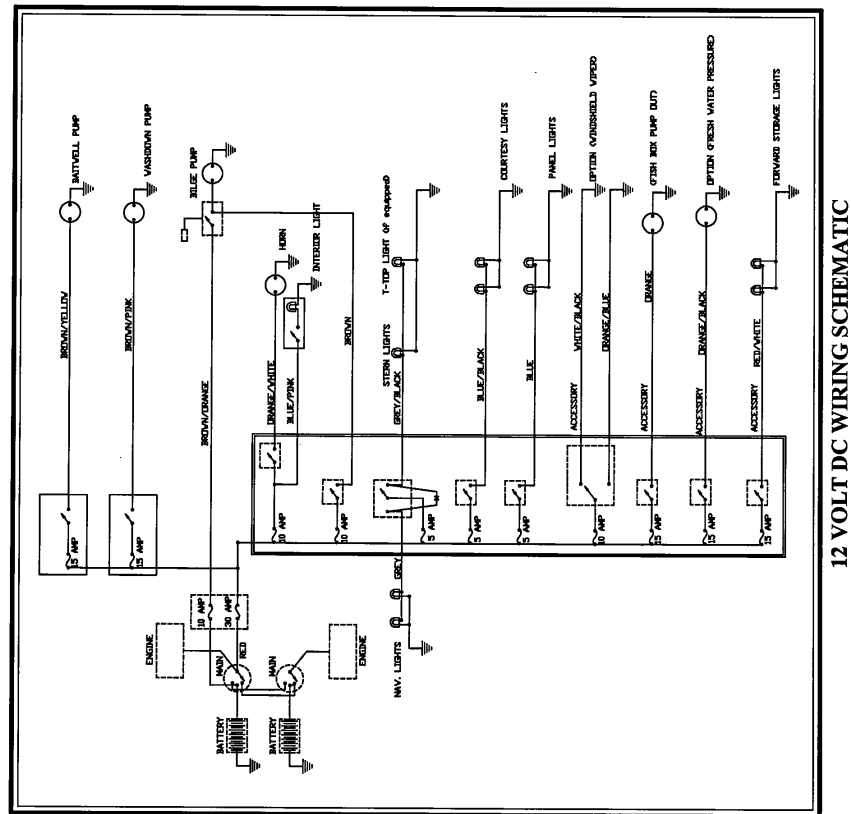 BAITWELL PUMP
WASHDOWN PUMP
BILGE PUMP
HORN
INTERIOR LIGHT
T-TOP LIGHT (if equipped)
STERN LIGHTS
COURTESY LIGHTS
PANEL LIGHTS
OPTION (WINDSHIELD WIPER)
(FISH BOX PUMP OUT)
OPTION (FRESH WATER PRESSURE)
FORWARD STORAGE LIGHTS
BROWN/YELLOW
BROWN/PINK
BROWN/ORANGE
ORANGE/WHITE
BLUE/PINK
BROWN
GREY/BLACK
BLUE/BLACK
BLUE
WHITE/BLACK
ORANGE/BLUE
ORANGE
ORANGE/BLACK
RED/WHITE
ACCESSORY
ACCESSORY
ACCESSORY
ACCESSORY
15 AMP
15 AMP
10 AMP
10 AMP
5 AMP
5 AMP
5 AMP
10 AMP
15 AMP
15 AMP
15 AMP
10 AMP
30 AMP
GREY
NAV. LIGHTS
ENGINE
MAIN
RED
MAIN
ENGINE
BATTERY
BATTERY
12 VOLT DC WIRING SCHEMATIC